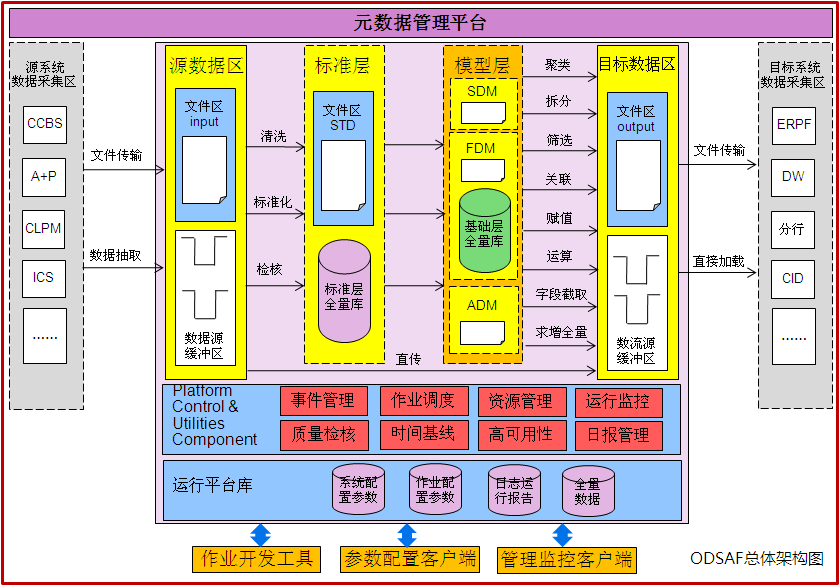 元数据管理平台
源系统
数据采集区
CCBS
A+P
CLPM
ICS
......
文件传输
数据抽取
源数据区
文件区
input
数据源
缓冲区
清洗
标准化
检核
标准层
文件区
STD
标准层
全量库
直传
模型层
SDM
FDM
基础层
全量库
ADM
聚类
拆分
筛选
关联
赋值
运算
字段截取
求增全量
目标数据区
文件区
output
数流源
缓冲区
文件传输
直接加载
目标系统
数据采集区
ERPF
DW
分行
CID
......
Platform
Control &
Utilities
Component
事件管理
作业调度
资源管理
运行监控
质量检核
时间基线
高可用性
日报管理
运行平台库
系统配
置参数
作业配
置参数
日志运
行报告
全量
数据
作业开发工具
参数配置客户端
管理监控客户端
ODSAF总体架构图